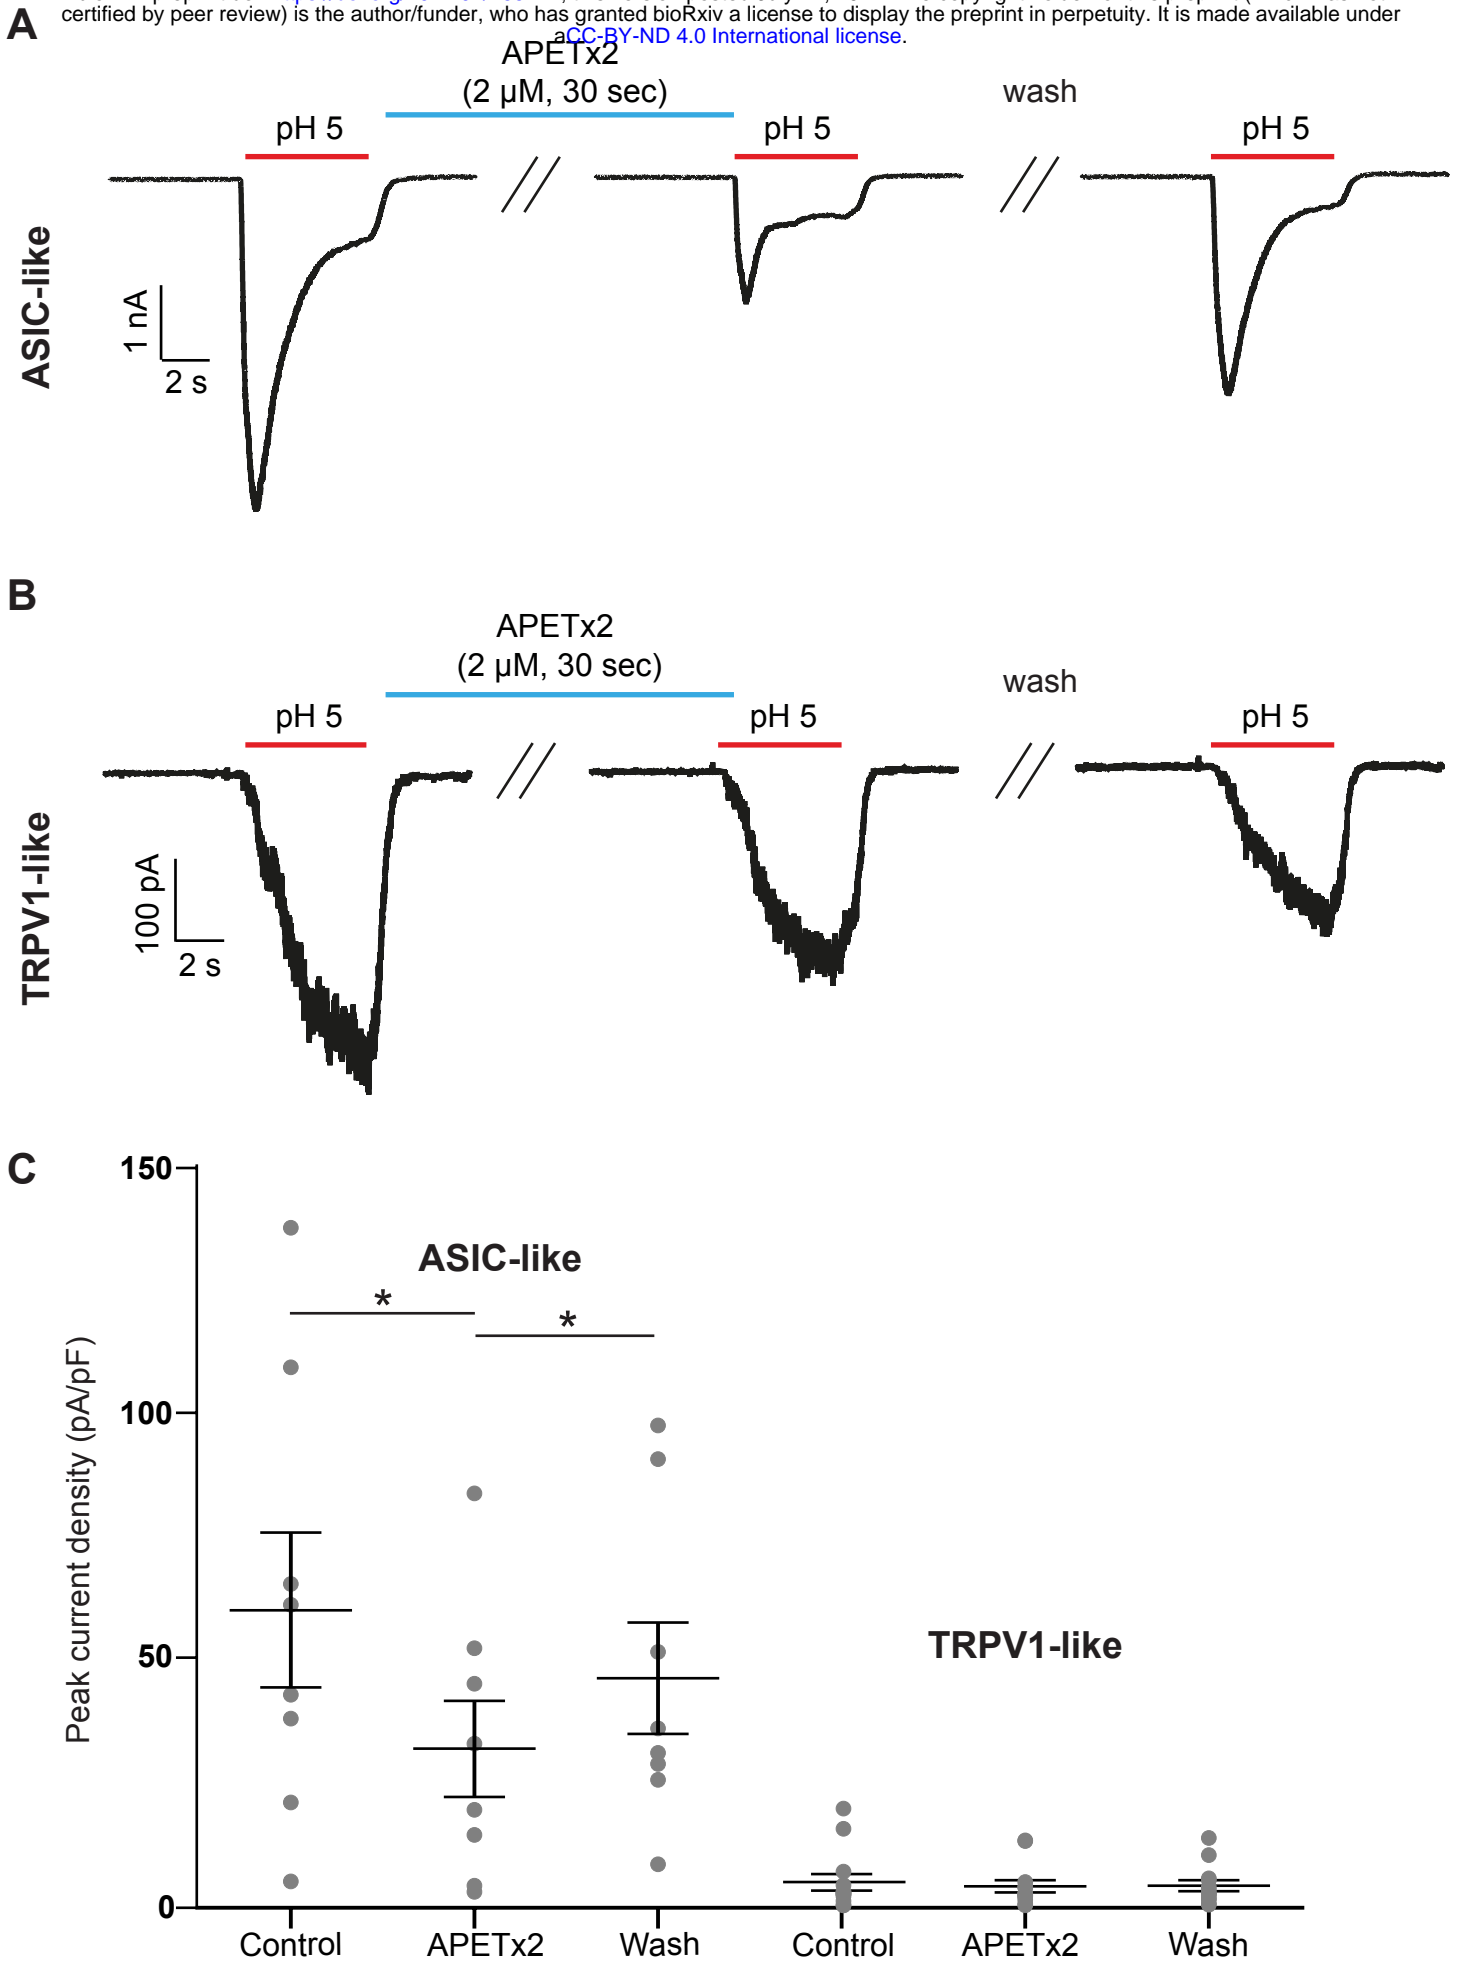 certified by peer review) is the author/funder, who has granted bioRxiv a license to display the preprint in perpetuity. It is made available under
aCC-BY-ND 4.0 International license.
A
APETx2
(2 µM, 30 sec)
wash
pH 5
pH 5
pH 5
ASIC-like
1 nA
2 s
B
APETx2
(2 µM, 30 sec)
wash
pH 5
pH 5
pH 5
TRPV1-like
100 pA
2 s
C
150
100
50
0
Peak current density (pA/pF)
ASIC-like
*
*
TRPV1-like
Control
APETx2
Wash
Control
APETx2
Wash